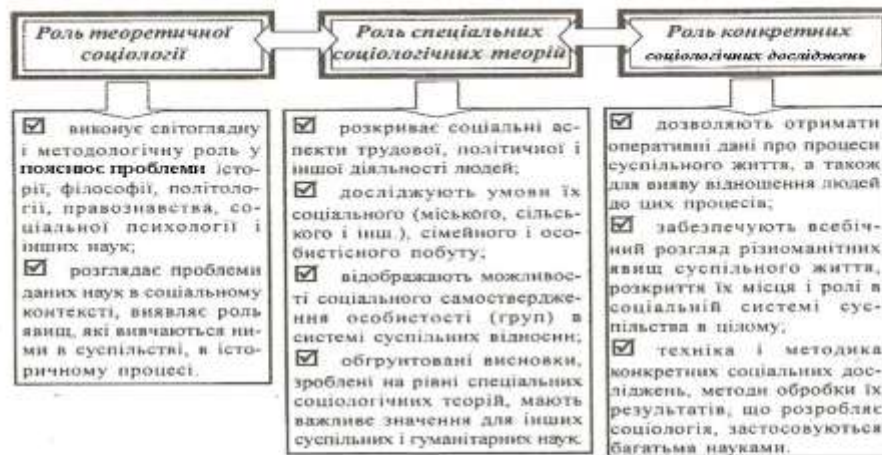 Роль теоретичної
соціології
виконує світоглядну
і методологічну роль у
пояснює проблеми істо-
рії, філософії, політоло-
гії, правознавства, со-
ціальної психології і
інших наук;
розглядає проблеми
даних наук в соціальному
контексті, виявляє роль
явищ, які вивчаються ни-
ми в суспільстві, в істо-
ричному процесі.
Роль спеціальних
соціологічних теорій
розкриває соціальні ас-
пекти трудової, політичної і
іншої діяльності людей;
досліджують умови їх
соціального (міського, сільсь-
кого і инш.), сімейного і осо-
бистісного побуту;
відображають можливос-
ті соціального самоствердже-
ння особистості (груп) в
системі суспільних відносин;
обгрунтовані висновки,
зроблені на рівні спеціальних
соціологічних теорій, мають
важливе значення для інших
суспільних і гуманітарних наук.
Роль конкретних
соціологічних досліджень
дозволяють отримати
оперативні дані про процеси
суспільного життя, а також
для вияву відношення людей
до цих процесів;
забезпечують всебіч-
ний розгляд різноманітних
явищ суспільного життя,
розкриття їх місця і ролі в
соціальній системі сус-
пільства в цілому;
техніка і методика
конкретних соціальних дос-
ліджень, методи обробки їх
результатів, що розробляє
соціологія, застосовуються
багатьма науками.